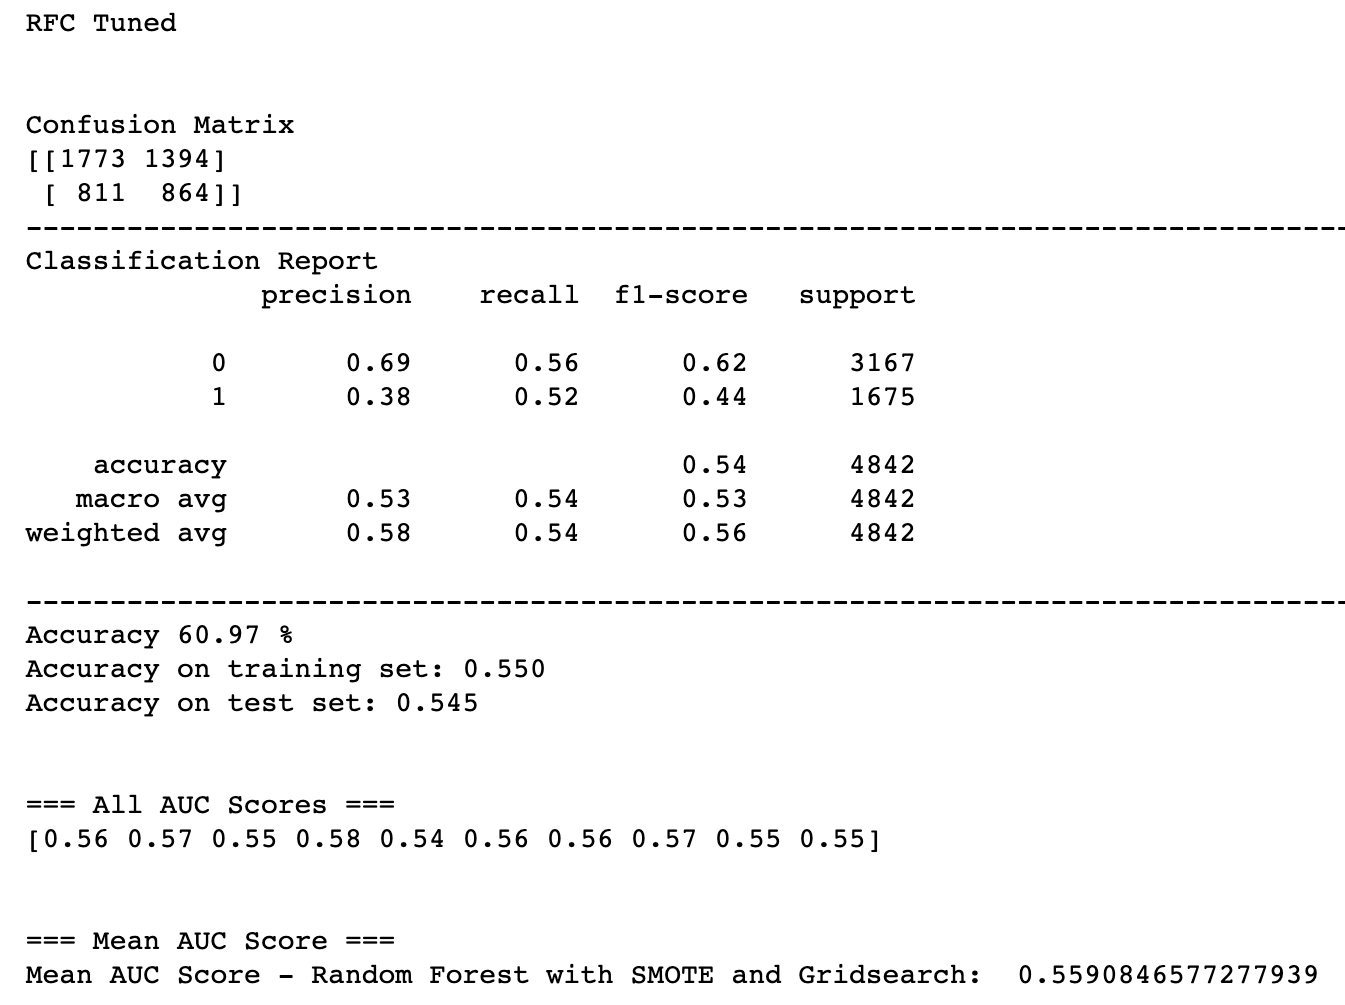 RFC Tuned
Confusion Matrix
[[1773 1394]
 [ 811  864]]
--------------------------------------------------------------------------------
Classification Report
              precision    recall  f1-score   support

           0       0.69      0.56      0.62      3167
           1       0.38      0.52      0.44      1675

    accuracy                           0.54      4842
   macro avg       0.53      0.54      0.53      4842
weighted avg       0.58      0.54      0.56      4842

--------------------------------------------------------------------------------
Accuracy 60.97 %
Accuracy on training set: 0.550
Accuracy on test set: 0.545
=== All AUC Scores ===
[0.56 0.57 0.55 0.58 0.54 0.56 0.56 0.57 0.55 0.55]
=== Mean AUC Score ===
Mean AUC Score - Random Forest with SMOTE and Gridsearch:  0.5590846577277939